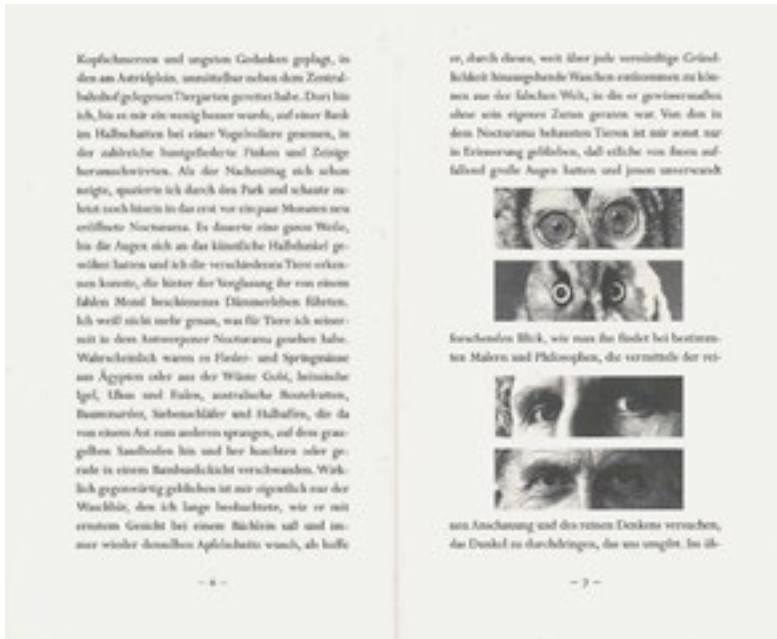 Kopfschmerzen und unguten Gedanken geplagt, in
den am Astridplein, unmittelbar neben dem Zentral-
bahnhof gelegenen Tiergarten gerettet habe. Dort bin
ich, bis es mir ein wenig besser wurde, auf einer Bank
im Halbschatten bei einer Vogelvoliere gesessen, in
der zahlreiche buntgefiederte Finken und Zeisige
herumschwirrten. Als der Nachmittag sich schon
neigte, spazierte ich durch den Park und schaute zu-
letzt noch hinein in das erst vor ein paar Monaten neu
eröffnete Nocturama. Es dauerte eine ganze Weile,
bis die Augen sich an das künstliche Halbdunkel ge-
wöhnt hatten und ich die verschiedenen Tiere erken-
nen konnte, die hinter der Verglasung ihr von einem
fahlen Mond beschienenes Dämmerleben führten.
Ich weiß nicht mehr genau, was für Tiere ich seiner-
zeit in dem Antwerpener Nocturama gesehen habe.
Wahrscheinlich waren es Fleder- und Springmäuse
aus Ägypten oder aus der Wüste Gobi, heimische
Igel, Uhus und Eulen, australische Beutelratten,
Baummarder, Siebenschläfer und Halbaffen, die da
von einem Ast zum anderen sprangen, auf dem grau-
gelben Sandboden hin und her huschten oder ge-
rade in einem Bambusdickicht verschwanden. Wirk-
lich gegenwärtig geblieben ist mir eigentlich nur der
Waschbär, den ich lange beobachtete, wie er mit
ernstem Gesicht bei einem Bächlein saß und im-
mer wieder denselben Apfelschnitz wusch, als hoffe
– 6 –
er, durch dieses, weit über jede vernünftige Gründ-
lichkeit hinausgehende Waschen entkommen zu kön-
nen aus der falschen Welt, in die er gewissermaßen
ohne sein eigenes Zutun geraten war. Von den in
dem Nocturama behausten Tieren ist mir sonst nur
in Erinnerung geblieben, daß etliche von ihnen auf-
fallend große Augen hatten und jenen unverwandt
forschenden Blick, wie man ihn findet bei bestimm-
ten Malern und Philosophen, die vermittels der rei-
nen Anschauung und des reinen Denkens versuchen,
das Dunkel zu durchdringen, das uns umgibt. Im üb-
– 7 –